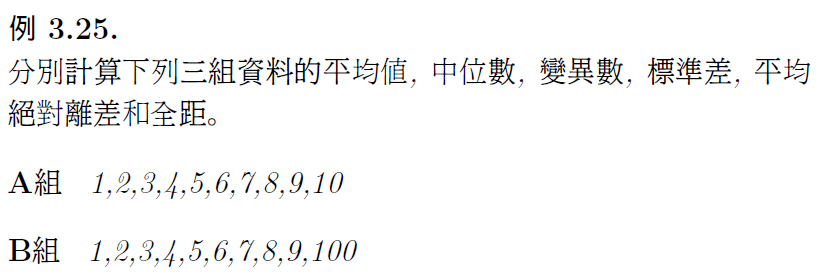 例 3.25.
分別計算下列三組資料的平均值, 中位數, 變異數, 標準差, 平均
絕對離差和全距。
A組 1,2,3,4,5,6,7,8,9,10
B組 1,2,3,4,5,6,7,8,9,100